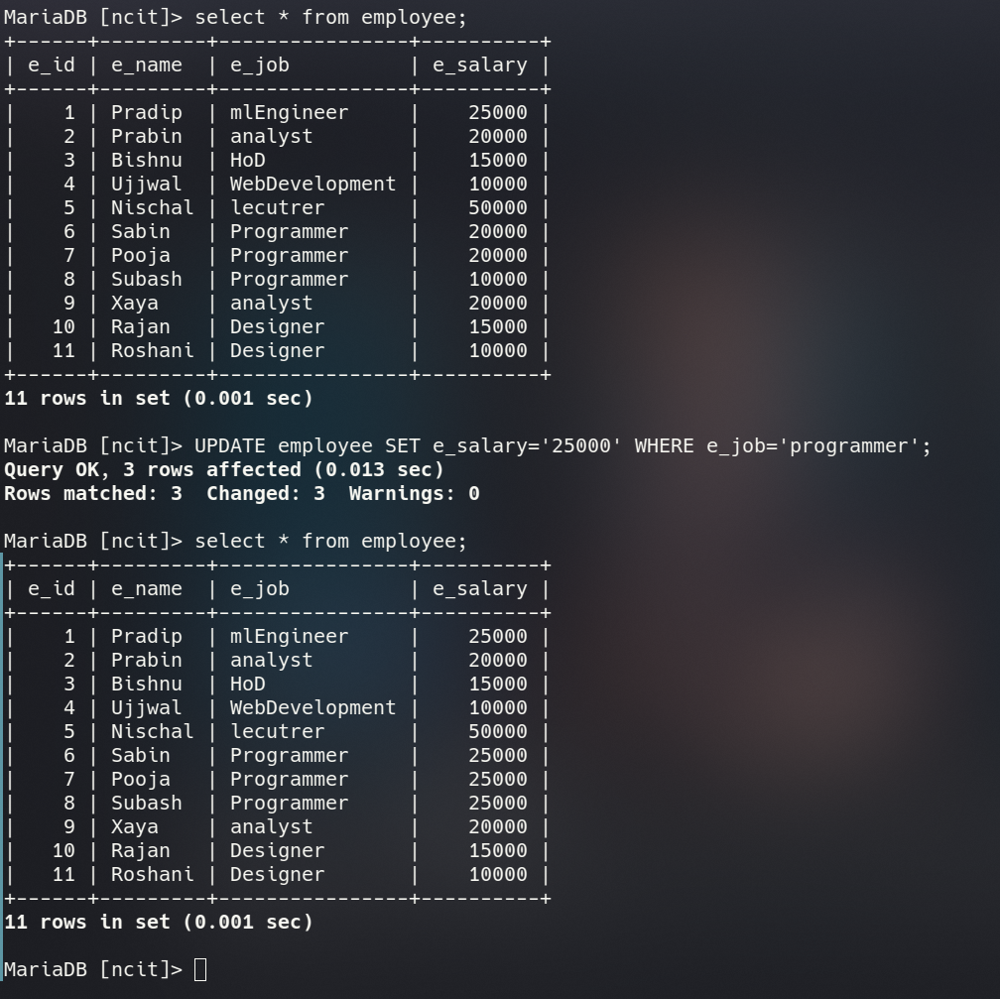 MariaDB [ncit]> select * from employee;
+------+---------+----------------+----------+
| e_id | e_name  | e_job          | e_salary |
+------+---------+----------------+----------+
|    1 | Pradip  | mlEngineer     |    25000 |
|    2 | Prabin  | analyst        |    20000 |
|    3 | Bishnu  | HoD            |    15000 |
|    4 | Ujjwal  | WebDevelopment |    10000 |
|    5 | Nischal | lecutrer       |    50000 |
|    6 | Sabin   | Programmer     |    20000 |
|    7 | Pooja   | Programmer     |    20000 |
|    8 | Subash  | Programmer     |    10000 |
|    9 | Xaya    | analyst        |    20000 |
|   10 | Rajan   | Designer       |    15000 |
|   11 | Roshani | Designer       |    10000 |
+------+---------+----------------+----------+
11 rows in set (0.001 sec)
MariaDB [ncit]> UPDATE employee SET e_salary='25000' WHERE e_job='programmer';
Query OK, 3 rows affected (0.013 sec)
Rows matched: 3  Changed: 3  Warnings: 0
MariaDB [ncit]> select * from employee;
+------+---------+----------------+----------+
| e_id | e_name  | e_job          | e_salary |
+------+---------+----------------+----------+
|    1 | Pradip  | mlEngineer     |    25000 |
|    2 | Prabin  | analyst        |    20000 |
|    3 | Bishnu  | HoD            |    15000 |
|    4 | Ujjwal  | WebDevelopment |    10000 |
|    5 | Nischal | lecutrer       |    50000 |
|    6 | Sabin   | Programmer     |    25000 |
|    7 | Pooja   | Programmer     |    25000 |
|    8 | Subash  | Programmer     |    25000 |
|    9 | Xaya    | analyst        |    20000 |
|   10 | Rajan   | Designer       |    15000 |
|   11 | Roshani | Designer       |    10000 |
+------+---------+----------------+----------+
11 rows in set (0.001 sec)
MariaDB [ncit]>